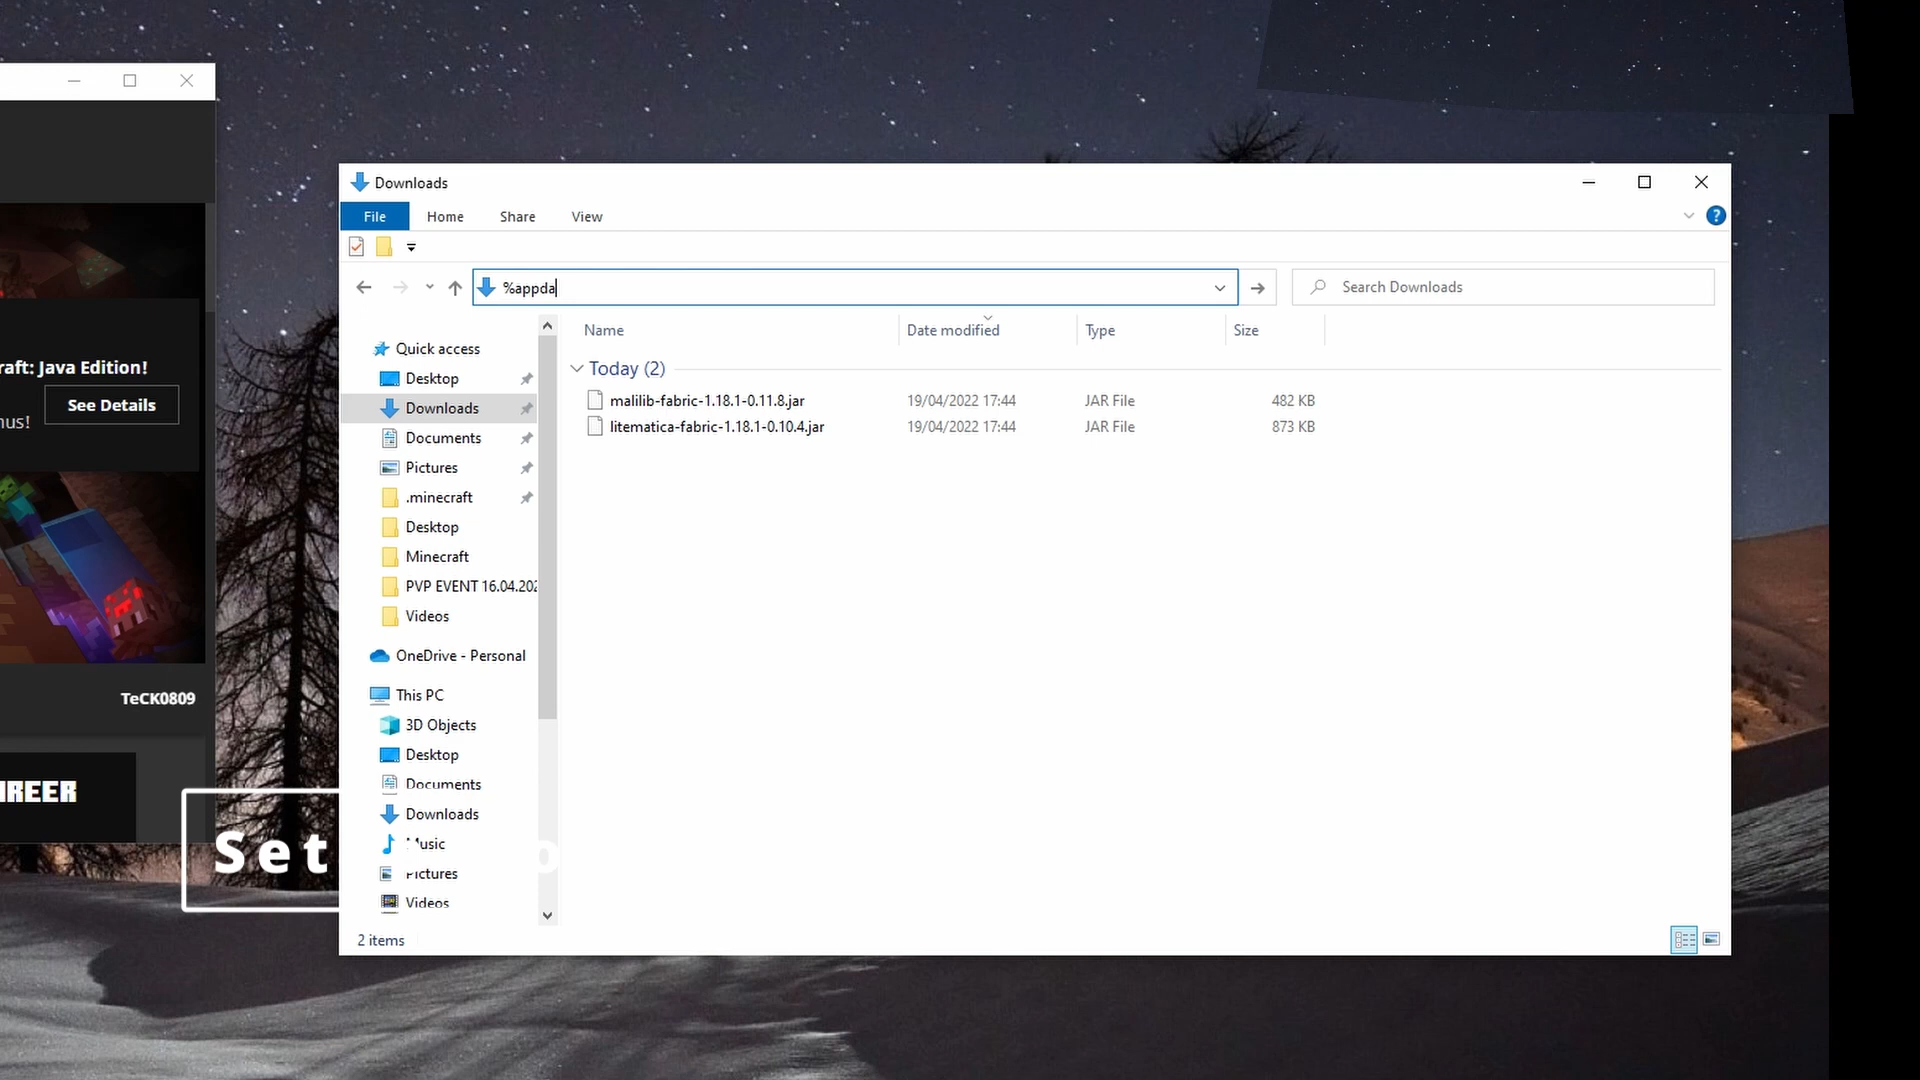 raft: Java Edition!
nus!
See Details
TeCK0809
REER
Set
Downloads
File Home Share View
%appda
Search Downloads
Name Date modified Type Size
Today (2)
malilib-fabric-1.18.1-0.11.8.jar 19/04/2022 17:44 JAR File 482 KB
litematica-fabric-1.18.1-0.10.4.jar 19/04/2022 17:44 JAR File 873 KB
Quick access
Desktop
Downloads
Documents
Pictures
.minecraft
Desktop
Minecraft
PVP EVENT 16.04.202
Videos
OneDrive - Personal
This PC
3D Objects
Desktop
Documents
Downloads
Music
Pictures
Videos
2 items